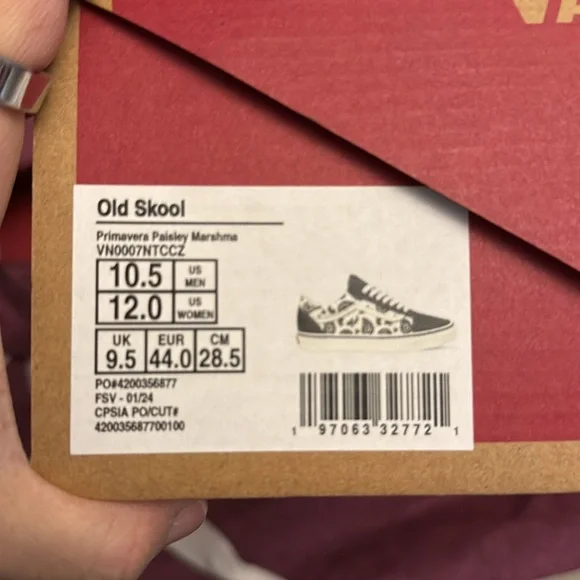 VA
Old Skool
Primavera Paisley Marshma
VN0007NTCCZ
10.5 US MEN
12.0 US WOMEN
UK EUR CM
9.5 44.0 28.5
PO#4200356877
FSV - 01/24
CPSIA PO/CUT#
420035687700100
1 97063 32772 1